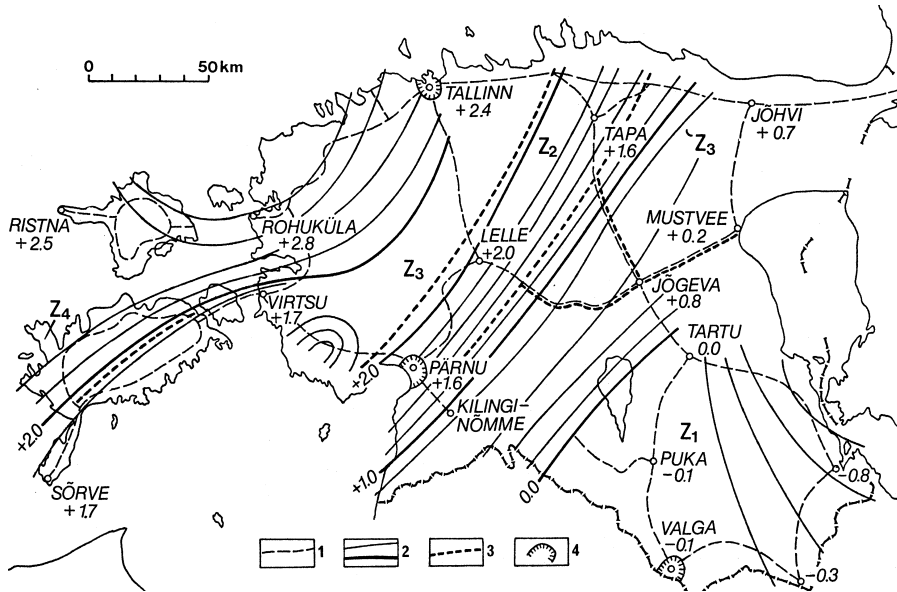 0 50 km
TALLINN
+2.4
JÕHVI
+0.7
TAPA
+1.6
Z2
Z3
RISTNA
+2.5
ROHUKÜLA
+2.8
MUSTVEE
+0.2
LELLE
+2.0
Z3
JÕGEVA
+0.8
VIRTSU
+1.7
Z4
TARTU
0.0
+2.0
PÄRNU
+1.6
KILINGI-
NÕMME
+2.0
Z1
+1.0
0.0
PUKA
-0.1
-0.8
SÕRVE
+1.7
VALGA
-0.1
-0.3
1
2
3
4